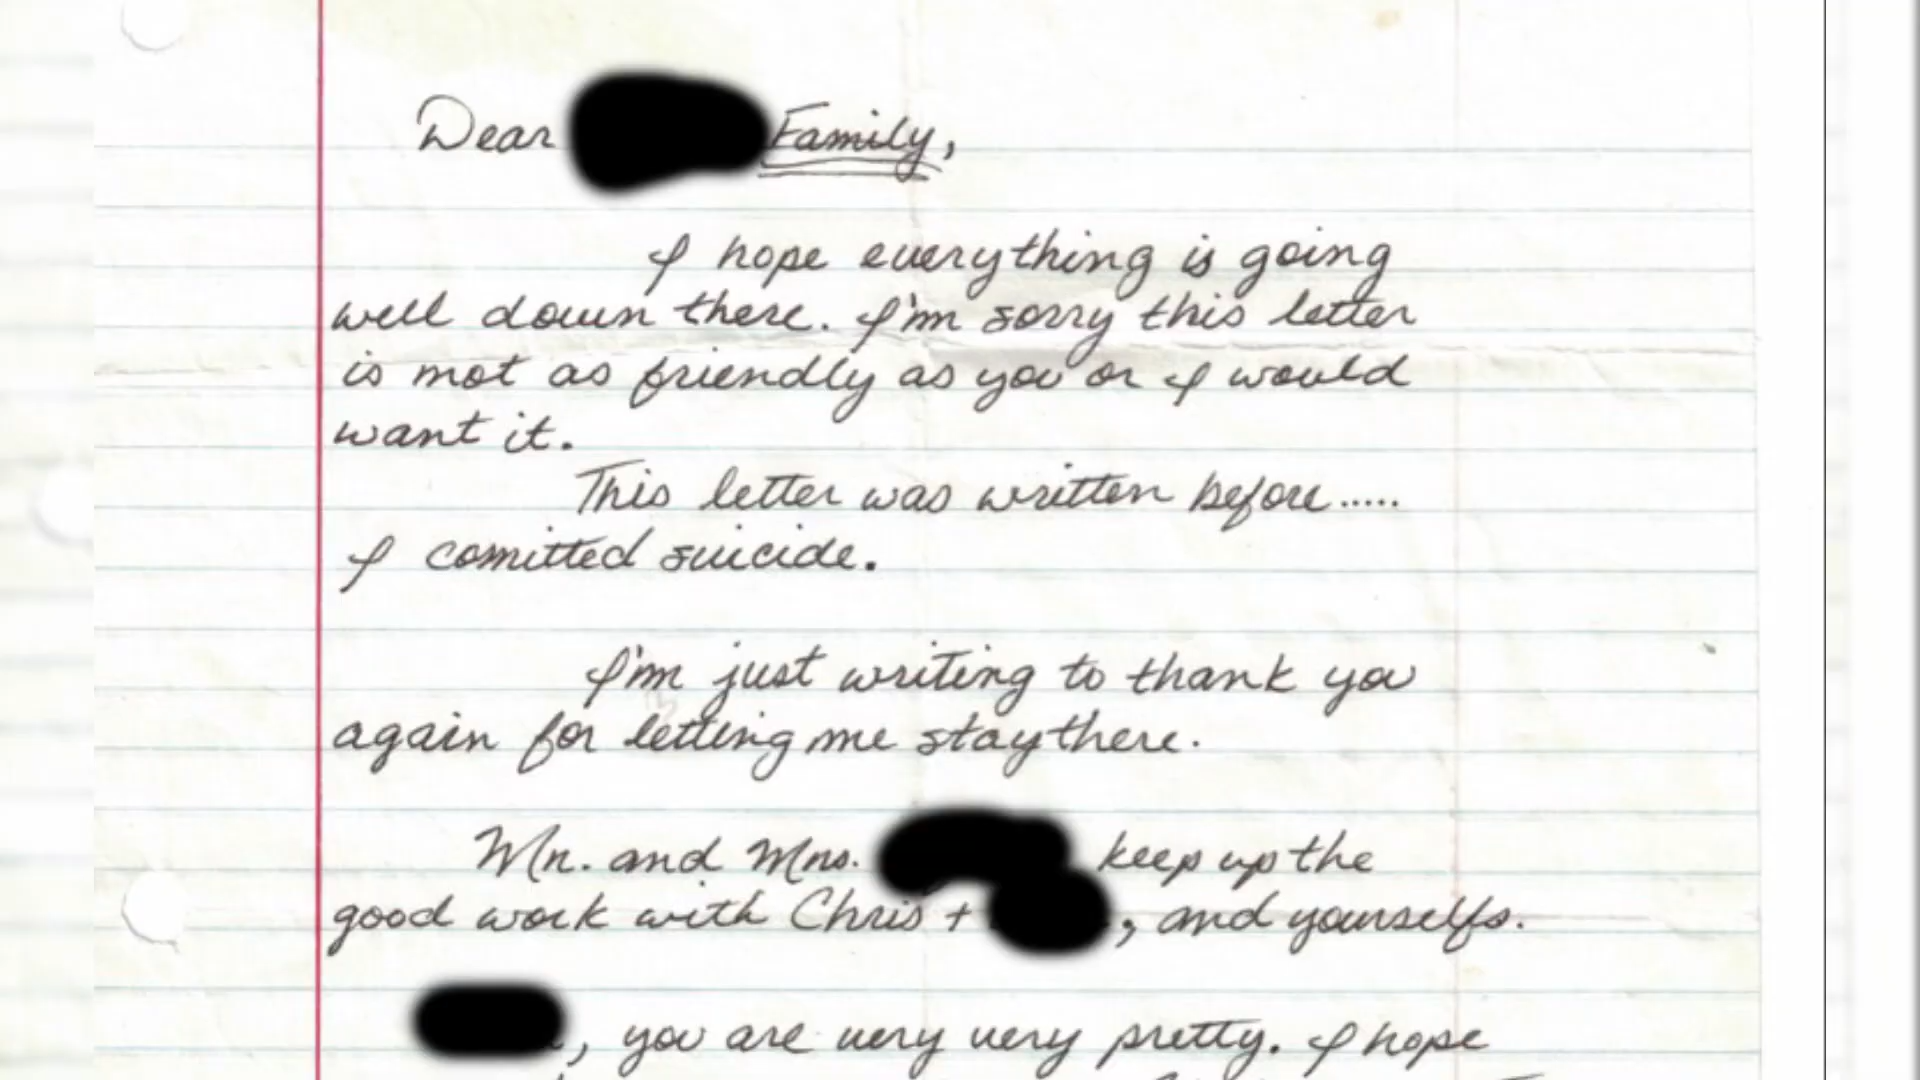 Dear Family,
I hope everything is going
well down there. I'm sorry this letter
is not as friendly as you or I would
want it.
This letter was written before.....
I comitted suicide.
I'm just writing to thank you
again for letting me stay there.
Mr. and Mrs. keep up the
good work with Chris + , and yourselfs.
, you are very very pretty. I hope